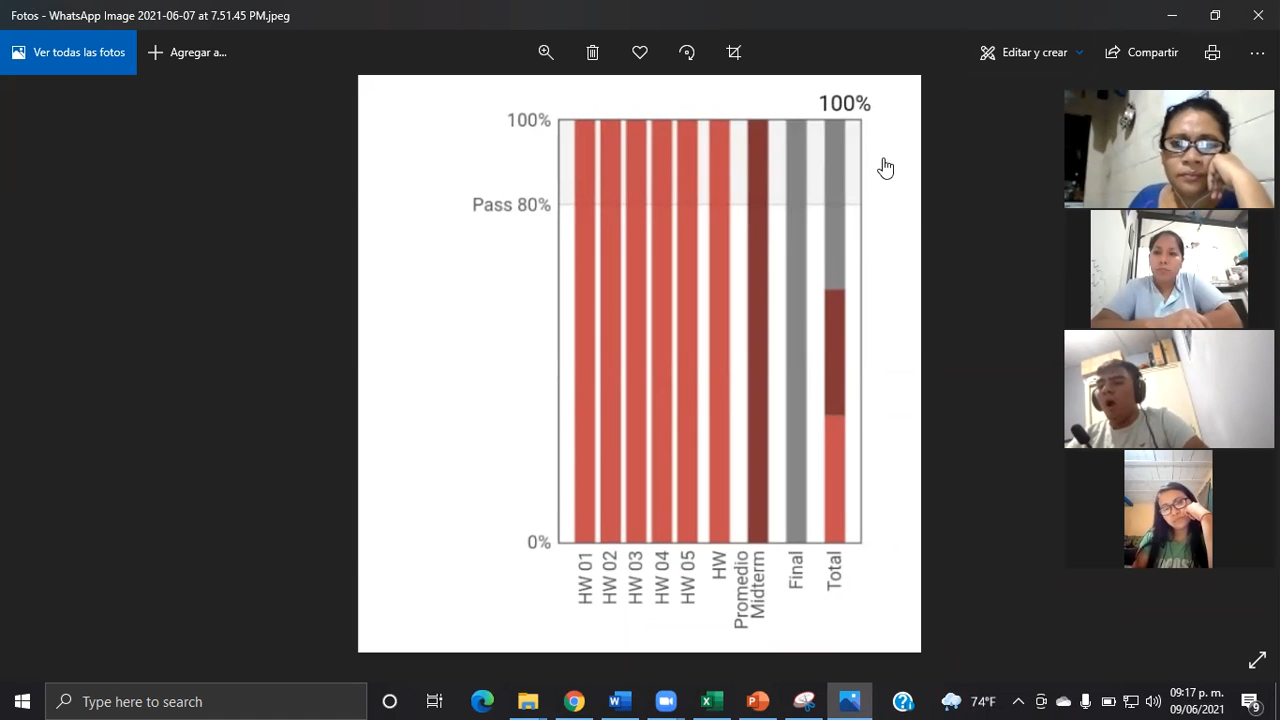 Fotos - WhatsApp Image 2021-06-07 at 7.51.45 PM.jpeg
Ver todas las fotos
Agregar a...
Editar y crear
Compartir
100%
100%
Pass 80%
0%
HW 01
HW 02
HW 03
HW 04
HW 05
HW
Promedio
Midterm
Final
Total
Type here to search
74°F
09:17 p. m.
09/06/2021
9